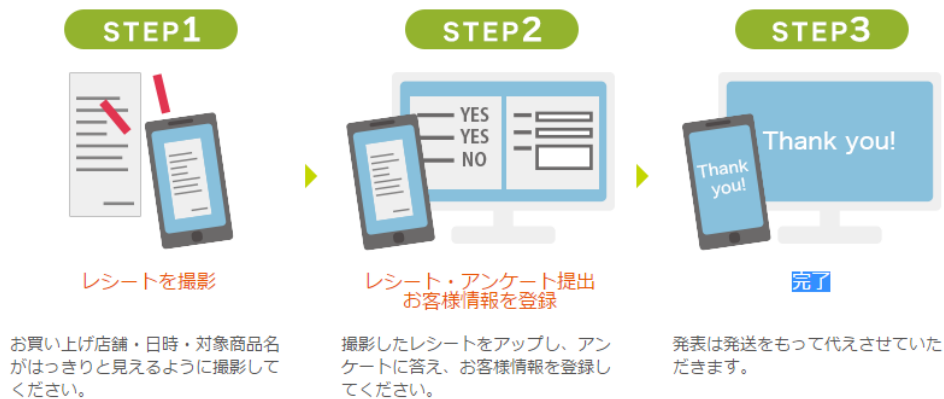 STEP1
STEP2
STEP3
YES
YES
NO
Thank you!
Thank
you!
レシートを撮影
レシート・アンケート提出
お客様情報を登録
完了
お買い上げ店舗・日時・対象商品名
がはっきりと見えるように撮影して
ください。
撮影したレシートをアップし、アン
ケートに答え、お客様情報を登録し
てください。
発表は発送をもって代えさせていた
だきます。